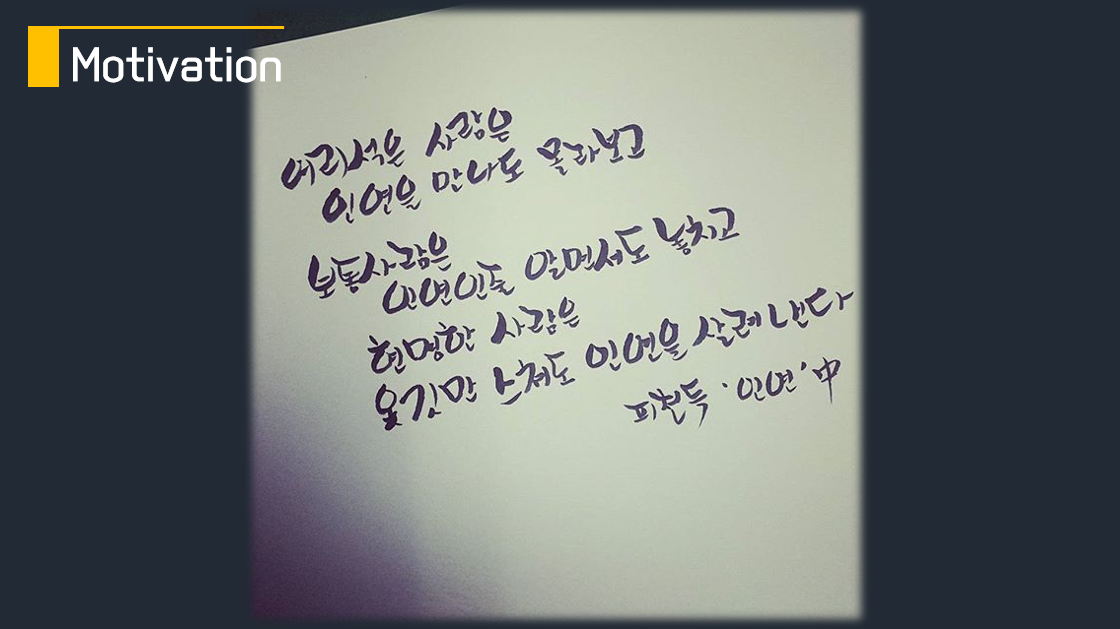 Motivation
어리석은 사람은
인연을 만나도 몰라보고
보통사람은
인연인줄 알면서도 놓치고
현명한 사람은
옷깃만 스쳐도 인연을 살려낸다
피천득 '인연' 中